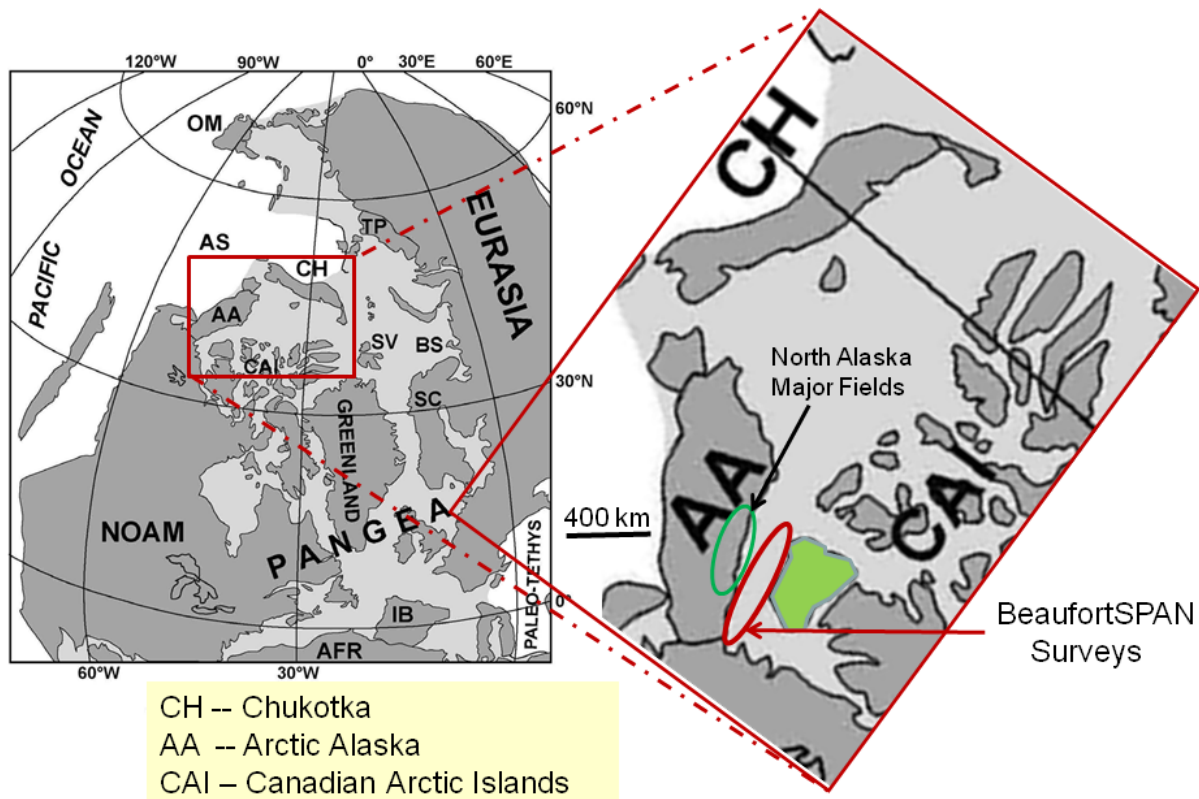 120°W
90°W
0°
30°E
60°E
60°N
OM
OCEAN
PACIFIC
AS
TP
EURASIA
CH
AA
SV
BS
CAI
30°N
SC
GREENLAND
NOAM
PANGEA
PALEO-TETHYS
0°
IB
AFR
60°W
30°W
CH
North Alaska
Major Fields
AA
CAI
400 km
BeaufortSPAN
Surveys
CH -- Chukotka
AA -- Arctic Alaska
CAI – Canadian Arctic Islands